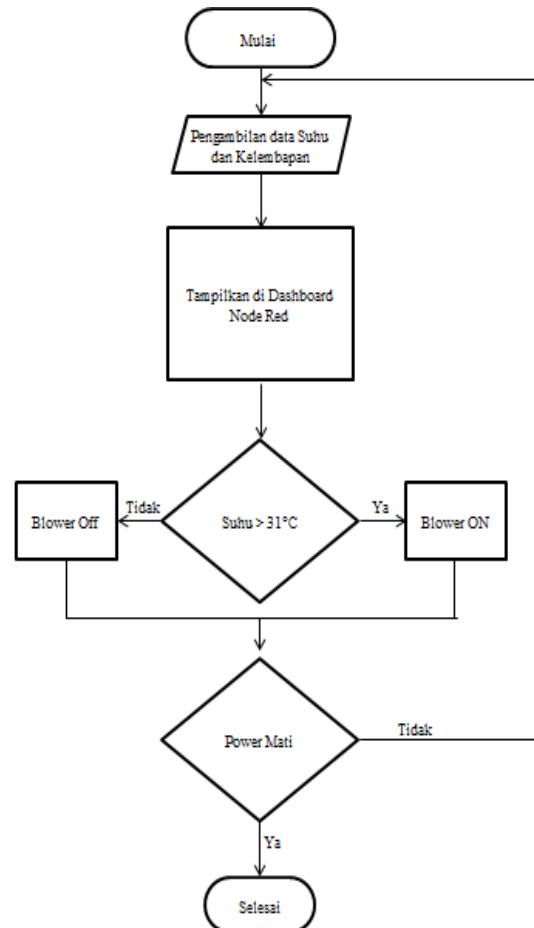 Mulai
Pengambilan data Suhu
dan Kelembapan
Tampilkan di Dashboard
Node Red
Tidak
Ya
Blower Off
Suhu > 31°C
Blower ON
Power Mati
Tidak
Ya
Selesai